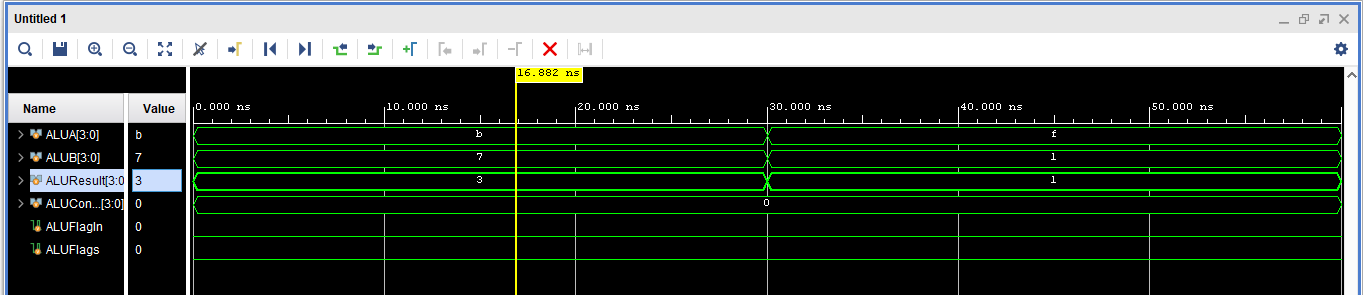 Untitled 1
16.882 ns
Name Value 0.000 ns 10.000 ns 20.000 ns 30.000 ns 40.000 ns 50.000 ns
ALUA[3:0] b b f
ALUB[3:0] 7 7 1
ALUResult[3:0 3 3 1
ALUCon...[3:0] 0 0
ALUFlagIn 0
ALUFlags 0